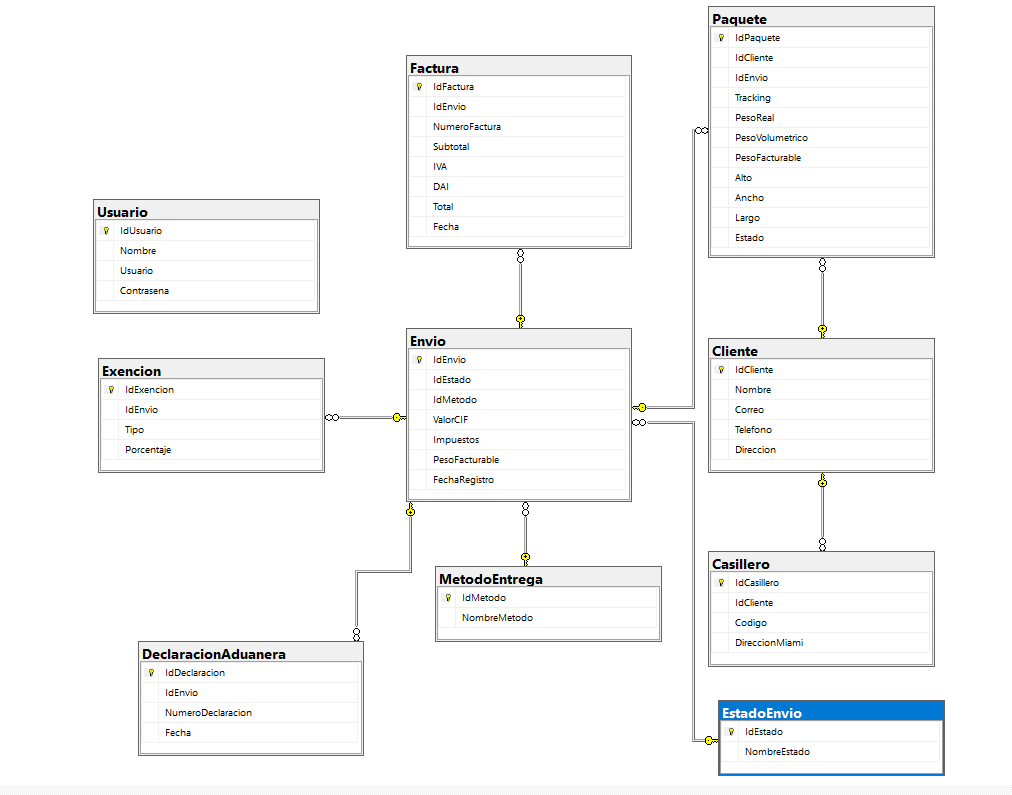 Paquete
IdPaquete
IdCliente
IdEnvio
Tracking
PesoReal
PesoVolumetrico
PesoFacturable
Alto
Ancho
Largo
Estado
Factura
IdFactura
IdEnvio
NumeroFactura
Subtotal
IVA
DAI
Total
Fecha
Usuario
IdUsuario
Nombre
Usuario
Contrasena
Envio
IdEnvio
IdEstado
IdMetodo
ValorCIF
Impuestos
PesoFacturable
FechaRegistro
Cliente
IdCliente
Nombre
Correo
Telefono
Direccion
Exencion
IdExencion
IdEnvio
Tipo
Porcentaje
MetodoEntrega
IdMetodo
NombreMetodo
Casillero
IdCasillero
IdCliente
Codigo
DireccionMiami
DeclaracionAduanera
IdDeclaracion
IdEnvio
NumeroDeclaracion
Fecha
EstadoEnvio
IdEstado
NombreEstado